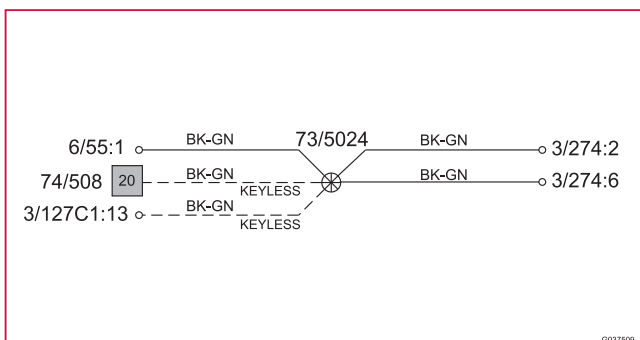 6/55:1 BK-GN 73/5024 BK-GN 3/274:2
74/508 20 BK-GN KEYLESS BK-GN 3/274:6
3/127C1:13 BK-GN KEYLESS
G037509